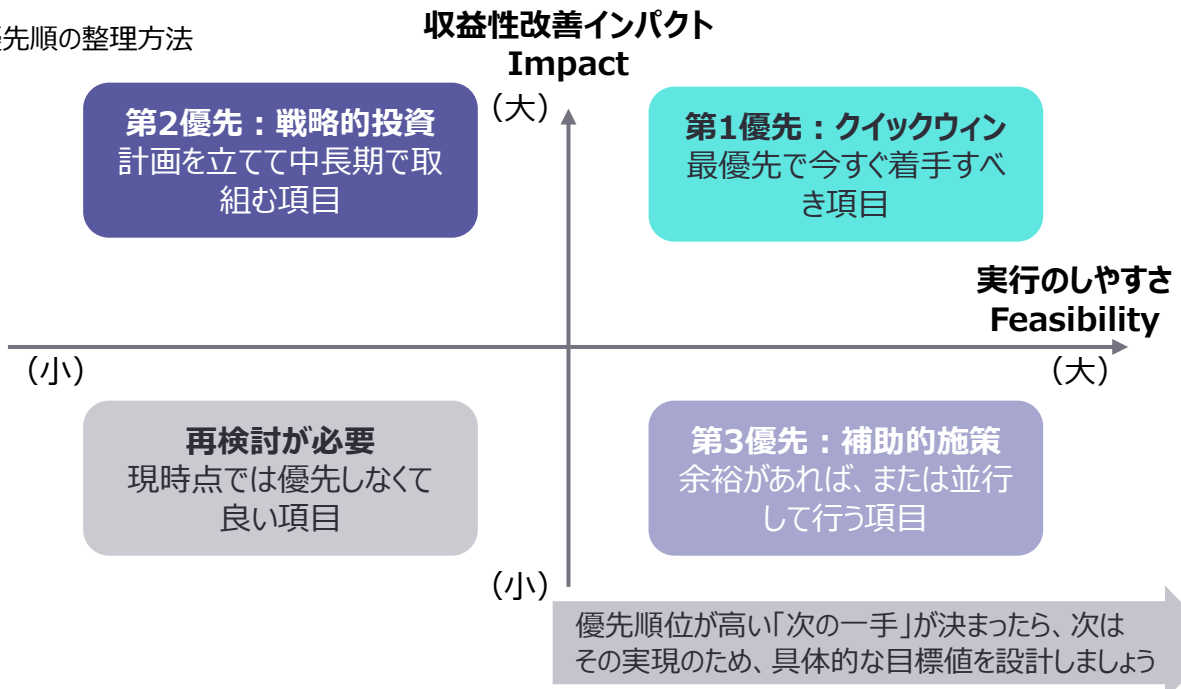 先順の整理方法
収益性改善インパクト
Impact
（大）
第2優先：戦略的投資
計画を立てて中長期で取
組む項目
第1優先：クイックウィン
最優先で今すぐ着手すべ
き項目
実行のしやすさ
Feasibility
（小）
（大）
再検討が必要
現時点では優先しなくて
良い項目
第3優先：補助的施策
余裕があれば、または並行
して行う項目
（小）
優先順位が高い「次の一手」が決まったら、次は
その実現のため、具体的な目標値を設計しましょう